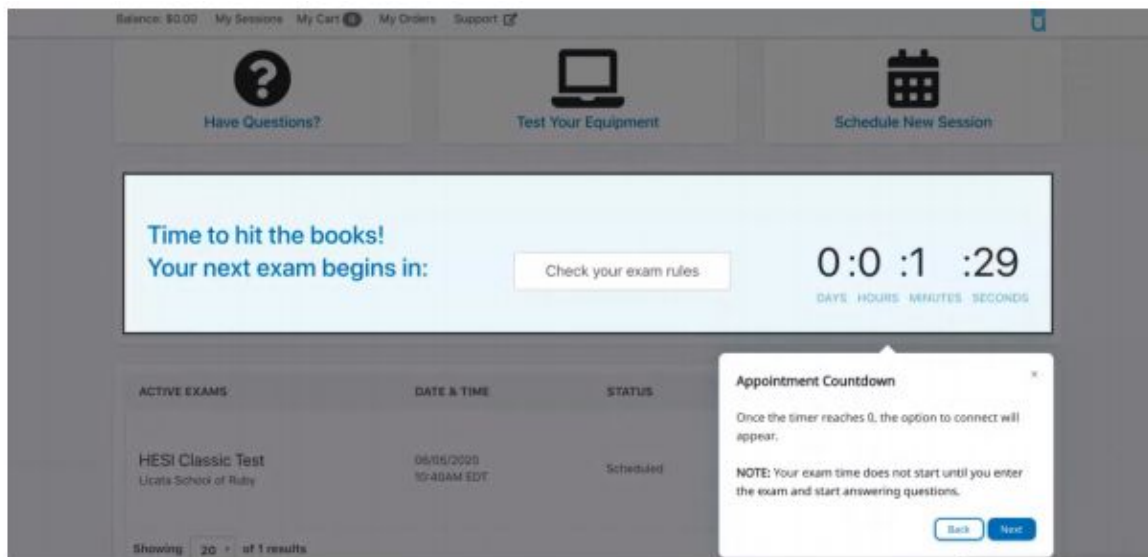 Balance: $0.00 My Sessions My Cart 0 My Orders Support
Have Questions?
Test Your Equipment
Schedule New Session
Time to hit the books!
Your next exam begins in:
Check your exam rules
0 :0 :1 :29
DAYS HOURS MINUTES SECONDS
ACTIVE EXAMS DATE & TIME STATUS
HESI Classic Test
Licata School of Ruby
10:40AM EDT
Scheduled
Appointment Countdown
×
Once the timer reaches 0, the option to connect will
appear.
NOTE: Your exam time does not start until you enter
the exam and start answering questions.
Back Next
Showing 20 of 1 results